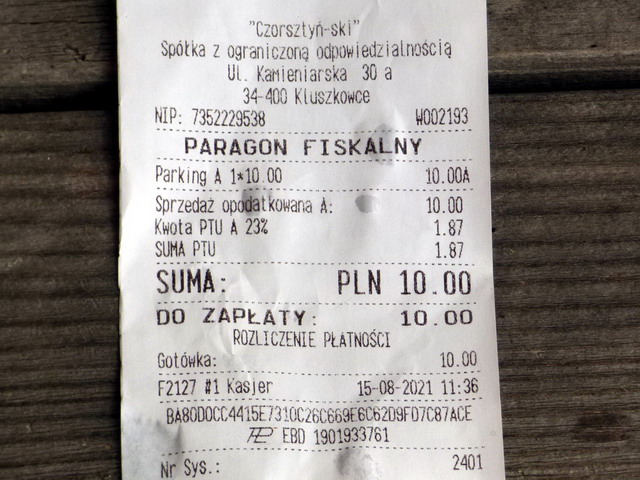 "Czorsztyń-ski"
Spółka z ograniczoną odpowiedzialnością
Ul. Kamieniarska 30 a
34-400 Kluszkowce
NIP: 7352229538 W002193
PARAGON FISKALNY
Parking A 1*10.00 10.00A
Sprzedaż opodatkowana A: 10.00
Kwota PTU A 23% 1.87
SUMA PTU 1.87
SUMA: PLN 10.00
DO ZAPŁATY: 10.00
ROZLICZENIE PŁATNOŚCI
Gotówka: 10.00
F2127 #1 Kasjer 15-08-2021 11:36
BA80D0CC4415E7310C26C669E6C62D9FD7C87ACE
EBD 1901933761
Nr Sys.: 2401